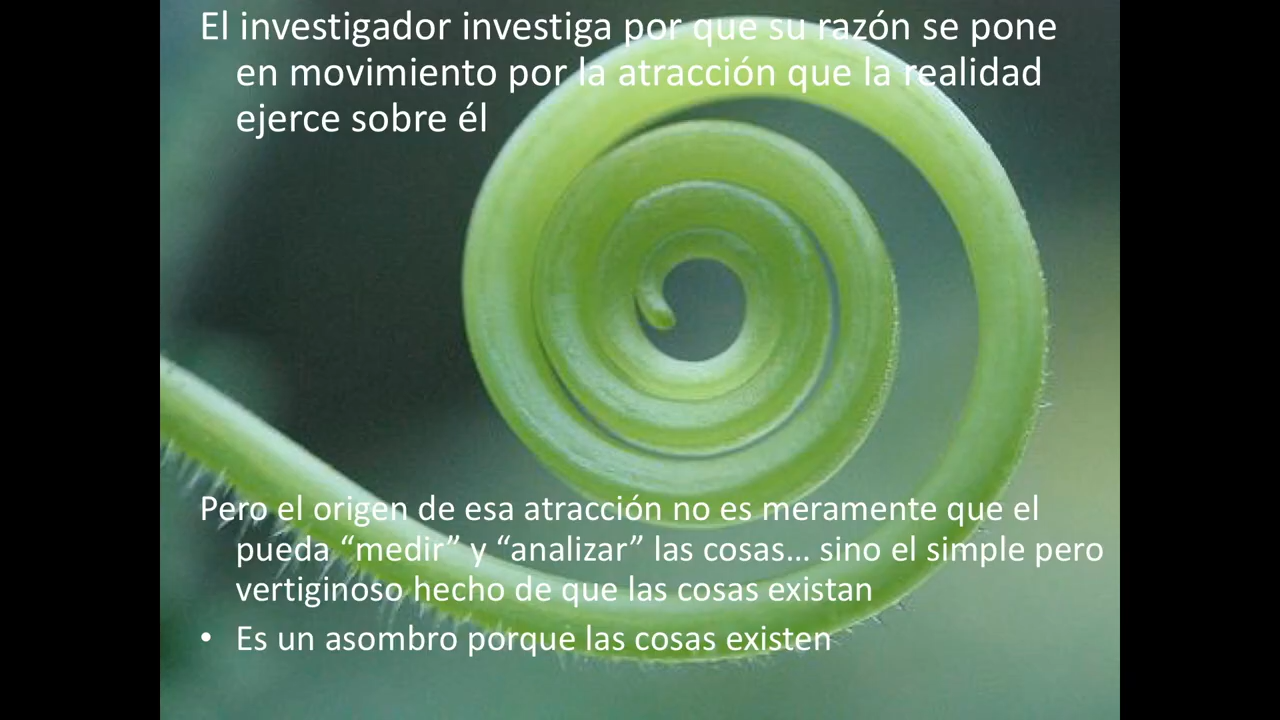 El investigador investiga por que su razón se pone
en movimiento por la atracción que la realidad
ejerce sobre él
Pero el origen de esa atracción no es meramente que el
pueda “medir” y “analizar” las cosas… sino el simple pero
vertiginoso hecho de que las cosas existan
• Es un asombro porque las cosas existen